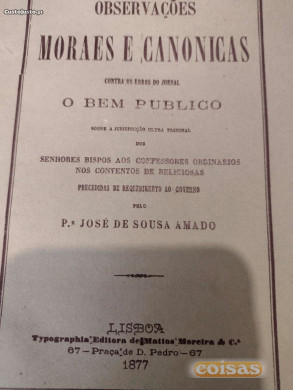 CustoJusto.pt
OBSERVAÇÕES
MORAES E CANONICAS
CONTRA OS ERROS DO JORNAL
O BEM PUBLICO
SOBRE A JURISDICÇÃO ULTRA TRIENNAL
DOS
SENHORES BISPOS AOS CONFESSORES ORDINARIOS
NOS CONVENTOS DE RELIGIOSAS
PRECEDIDAS DE REQUERIMENTO AO GOVERNO
PELO
P.e JOSÉ DE SOUSA AMADO
LISBOA
Typographia Editora de Mattos Moreira & C.ª
67—Praça de D. Pedro—67
1877
coisas